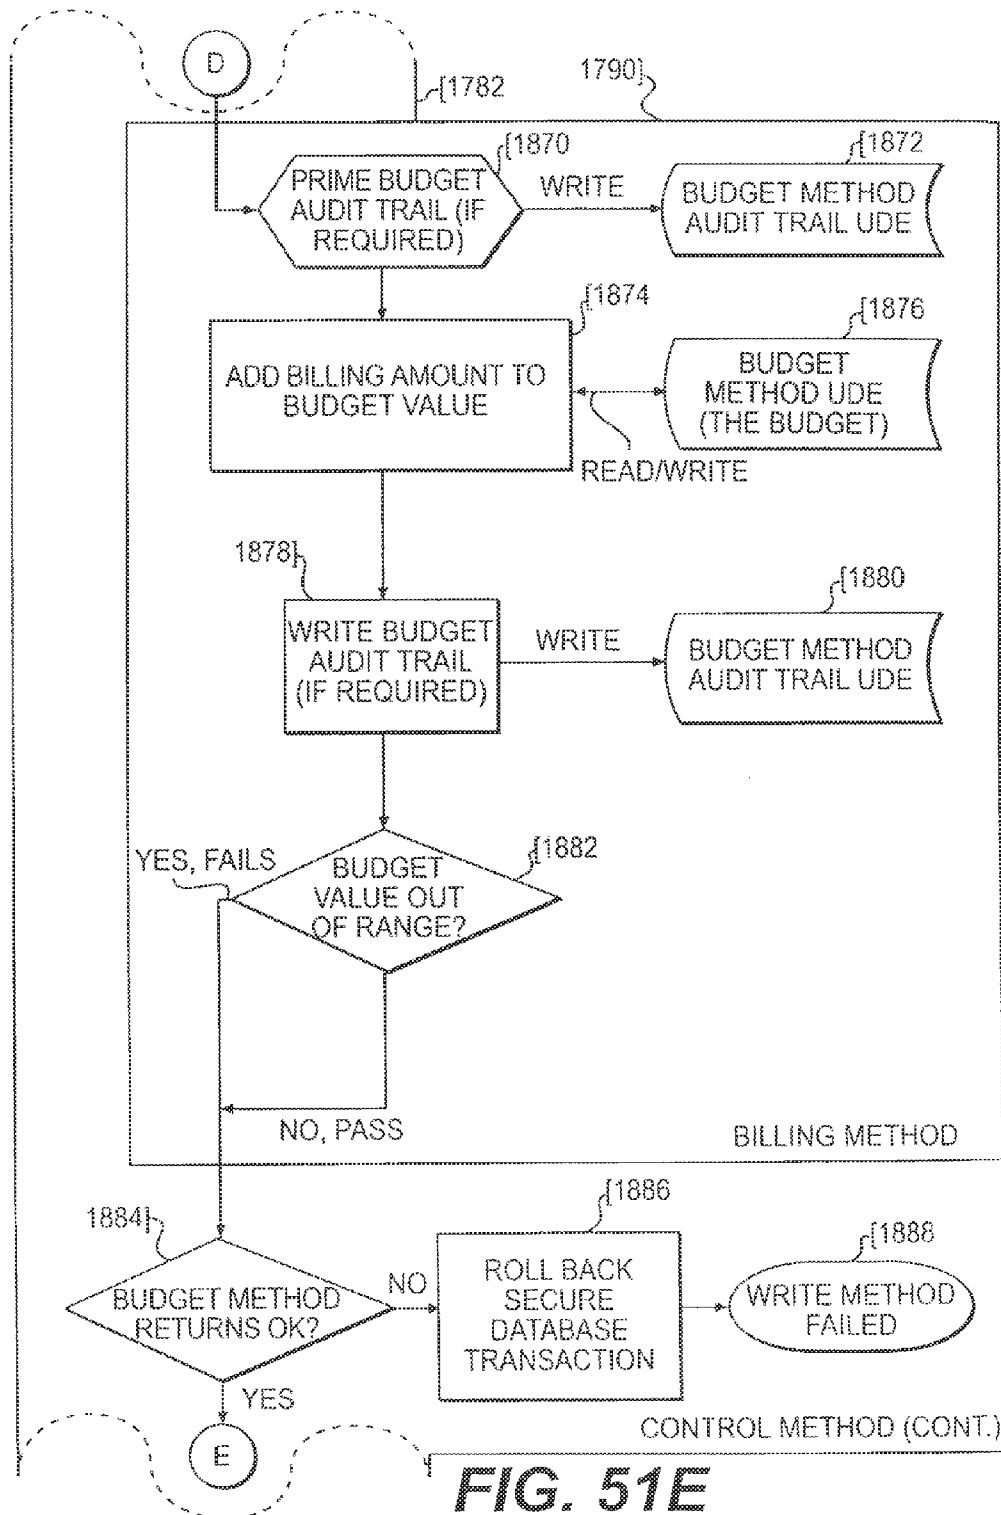 D
[1782
1790]
[1870
PRIME BUDGET
AUDIT TRAIL (IF
REQUIRED)
WRITE
[1872
BUDGET METHOD
AUDIT TRAIL UDE
[1874
ADD BILLING AMOUNT TO
BUDGET VALUE
[1876
BUDGET
METHOD UDE
(THE BUDGET)
READ/WRITE
1878]
WRITE BUDGET
AUDIT TRAIL
(IF REQUIRED)
WRITE
[1880
BUDGET METHOD
AUDIT TRAIL UDE
YES, FAILS
[1882
BUDGET
VALUE OUT
OF RANGE?
NO, PASS
BILLING METHOD
1884]
BUDGET METHOD
RETURNS OK?
NO
[1886
ROLL BACK
SECURE
DATABASE
TRANSACTION
[1888
WRITE METHOD
FAILED
YES
E
CONTROL METHOD (CONT.)
FIG. 51E